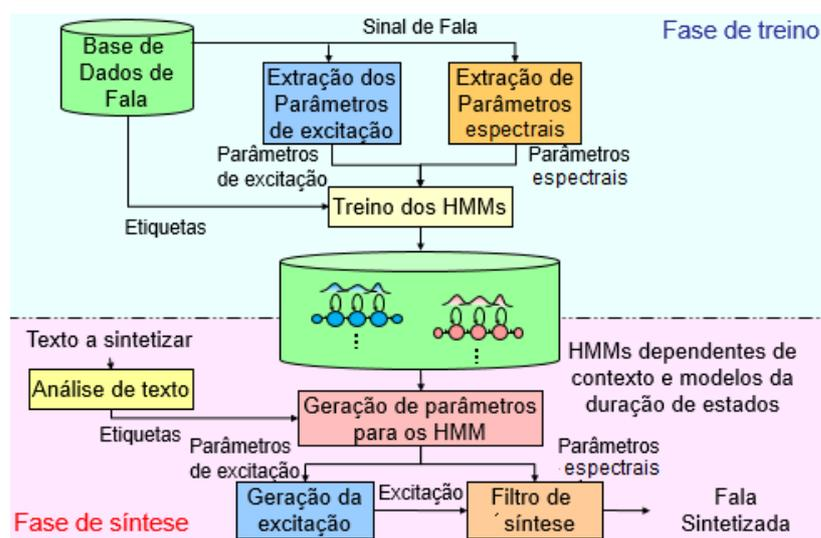 Sinal de Fala
Fase de treino
Base de
Dados de
Fala
Extração dos
Parâmetros
de excitação
Extração de
Parâmetros
espectrais
Parâmetros
de excitação
Parâmetros
espectrais
Treino dos HMMs
Etiquetas
Texto a sintetizar
Análise de texto
HMMs dependentes de
contexto e modelos da
duração de estados
Geração de parâmetros
para os HMM
Etiquetas
Parâmetros
de excitação
Parâmetros
espectrais
Geração da
excitação
Excitação
Filtro de
síntese
Fala
Sintetizada
Fase de síntese